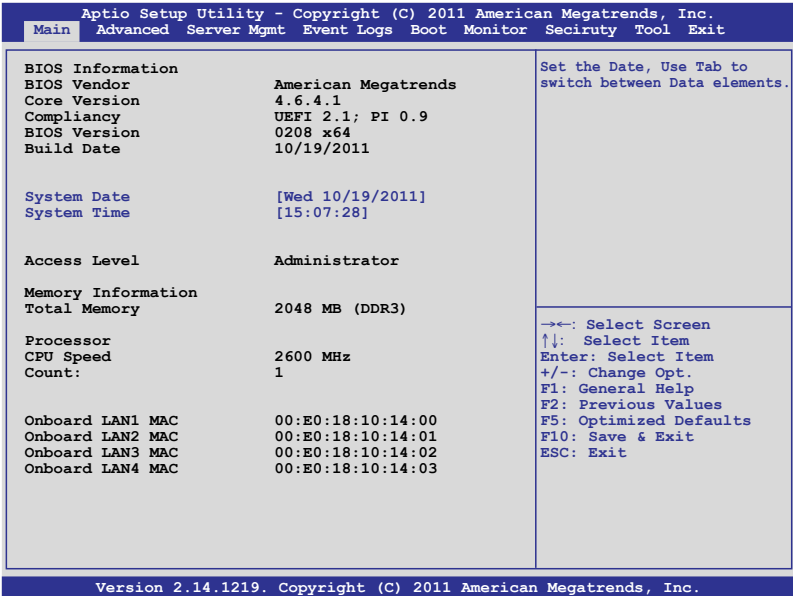 Aptio Setup Utility - Copyright (C) 2011 American Megatrends, Inc.
Main Advanced Server Mgmt Event Logs Boot Monitor Seciruty Tool Exit
BIOS Information
BIOS Vendor American Megatrends
Core Version 4.6.4.1
Compliancy UEFI 2.1; PI 0.9
BIOS Version 0208 x64
Build Date 10/19/2011
System Date [Wed 10/19/2011]
System Time [15:07:28]
Access Level Administrator
Memory Information
Total Memory 2048 MB (DDR3)
Processor
CPU Speed 2600 MHz
Count: 1
Onboard LAN1 MAC 00:E0:18:10:14:00
Onboard LAN2 MAC 00:E0:18:10:14:01
Onboard LAN3 MAC 00:E0:18:10:14:02
Onboard LAN4 MAC 00:E0:18:10:14:03
Set the Date, Use Tab to
switch between Data elements.
→←: Select Screen
↑↓: Select Item
Enter: Select Item
+/-: Change Opt.
F1: General Help
F2: Previous Values
F5: Optimized Defaults
F10: Save & Exit
ESC: Exit
Version 2.14.1219. Copyright (C) 2011 American Megatrends, Inc.